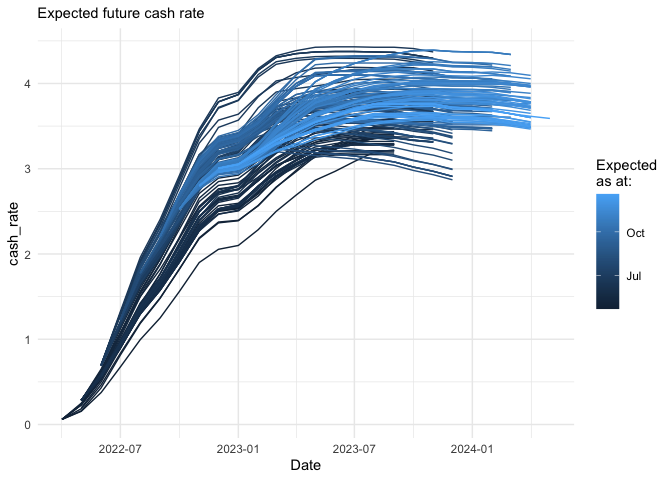 Expected future cash rate
4
3
2
1
0
cash_rate
2022-07
2023-01
2023-07
2024-01
Date
Expected
as at:
Oct
Jul